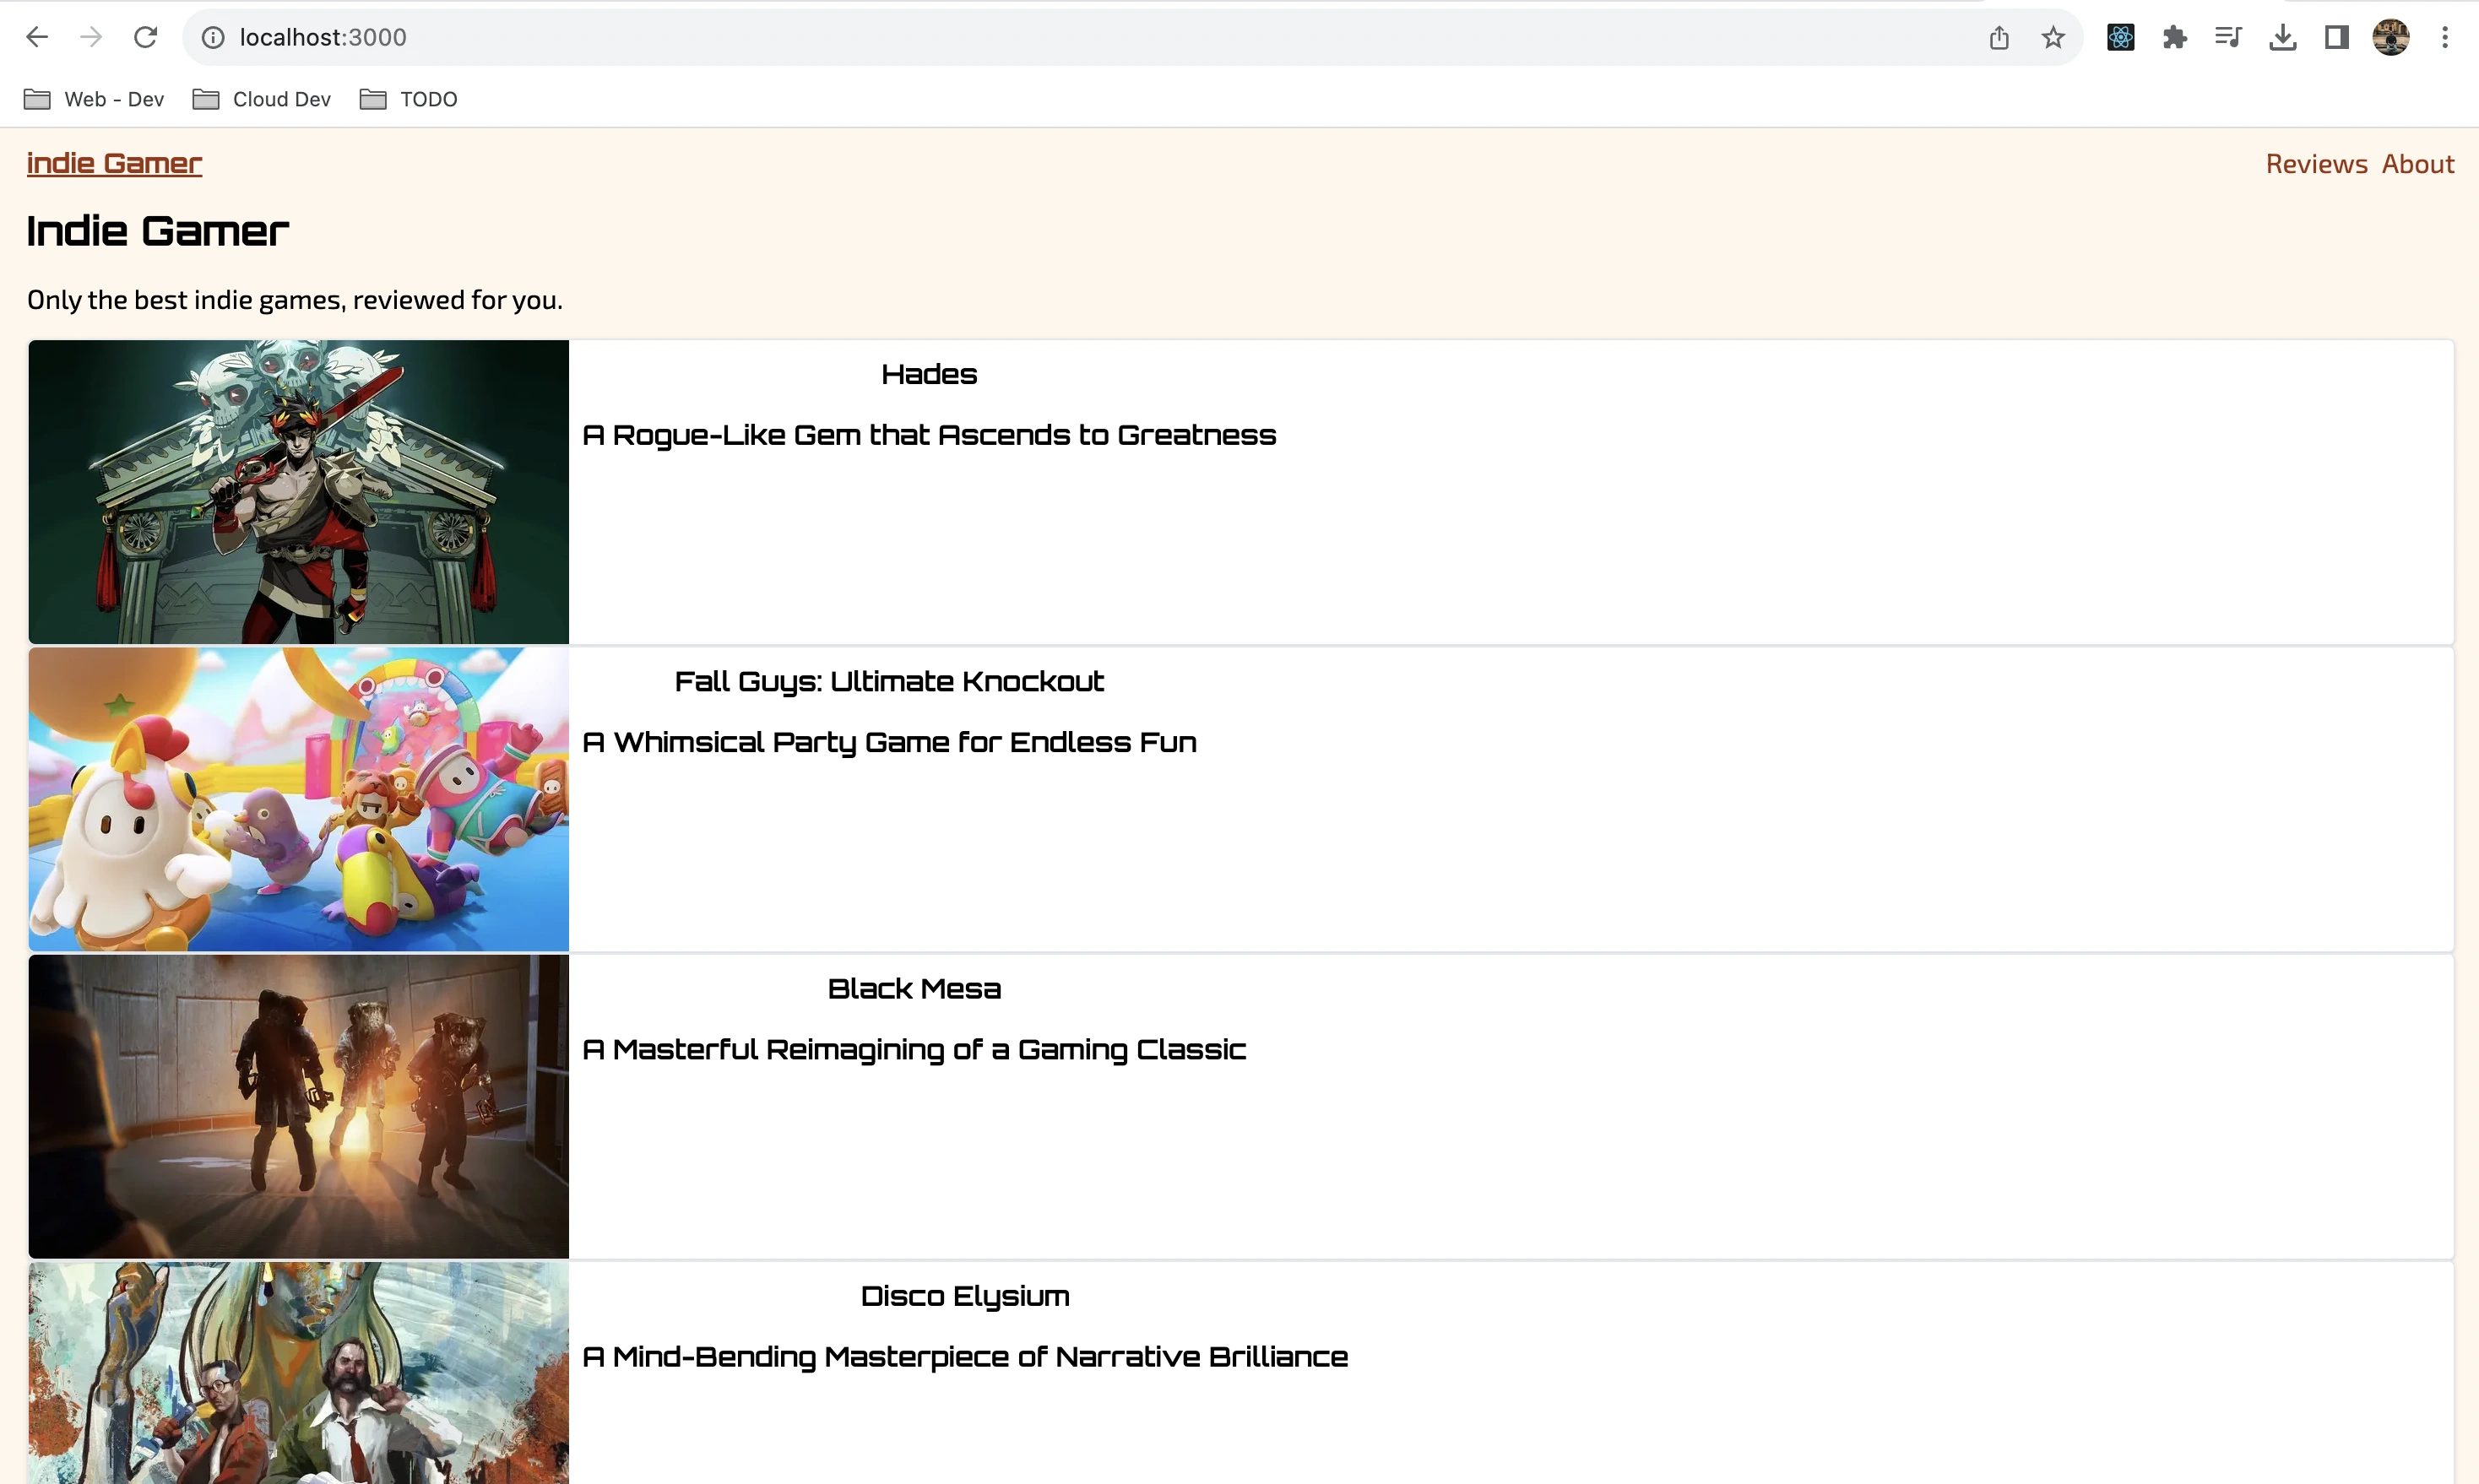 localhost:3000
Web - Dev Cloud Dev TODO
indie Gamer Reviews About
Indie Gamer
Only the best indie games, reviewed for you.
Hades
A Rogue-Like Gem that Ascends to Greatness
Fall Guys: Ultimate Knockout
A Whimsical Party Game for Endless Fun
Black Mesa
A Masterful Reimagining of a Gaming Classic
Disco Elysium
A Mind-Bending Masterpiece of Narrative Brilliance